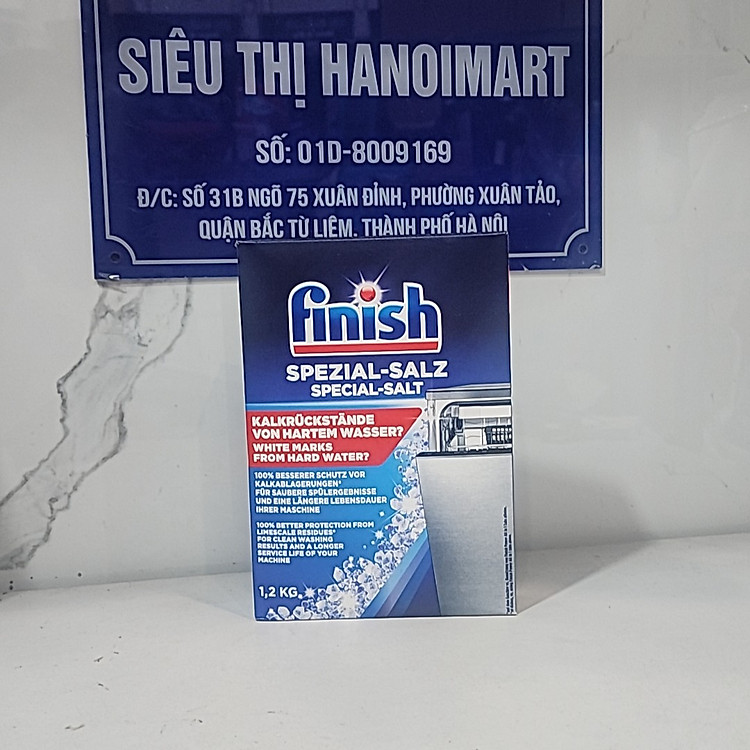 SIÊU THỊ HANOIMART
SỐ: 01D-8009169
Đ/C: SỐ 31B NGÕ 75 XUÂN ĐỈNH, PHƯỜNG XUÂN TẢO,
QUẬN BẮC TỪ LIÊM. THÀNH PHỐ HÀ NỘI
finish
SPEZIAL-SALZ
SPECIAL-SALT
KALKRÜCKSTÄNDE
VON HARTEM WASSER?
WHITE MARKS
FROM HARD WATER?
100% BESSERER SCHUTZ VOR
KALKABLAGERUNGEN*
FÜR SAUBERE SPÜLERGEBNISSE
UND EINE LÄNGERE LEBENSDAUER
IHRER MASCHINE
100% BETTER PROTECTION FROM
LIMESCALE RESIDUES*
FOR CLEAN WASHING
RESULTS AND A LONGER
SERVICE LIFE OF YOUR
MACHINE
1,2 KG